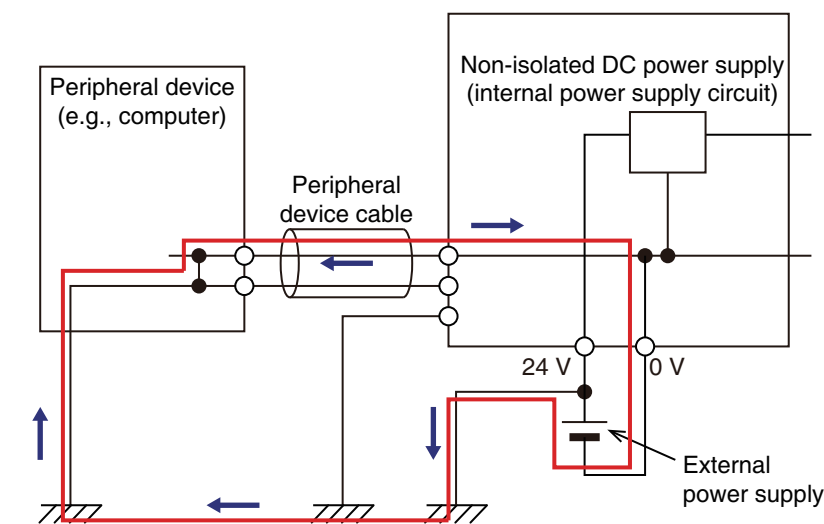 Non-isolated DC power supply
(internal power supply circuit)
Peripheral device
(e.g., computer)
Peripheral
device cable
24 V
0 V
External
power supply